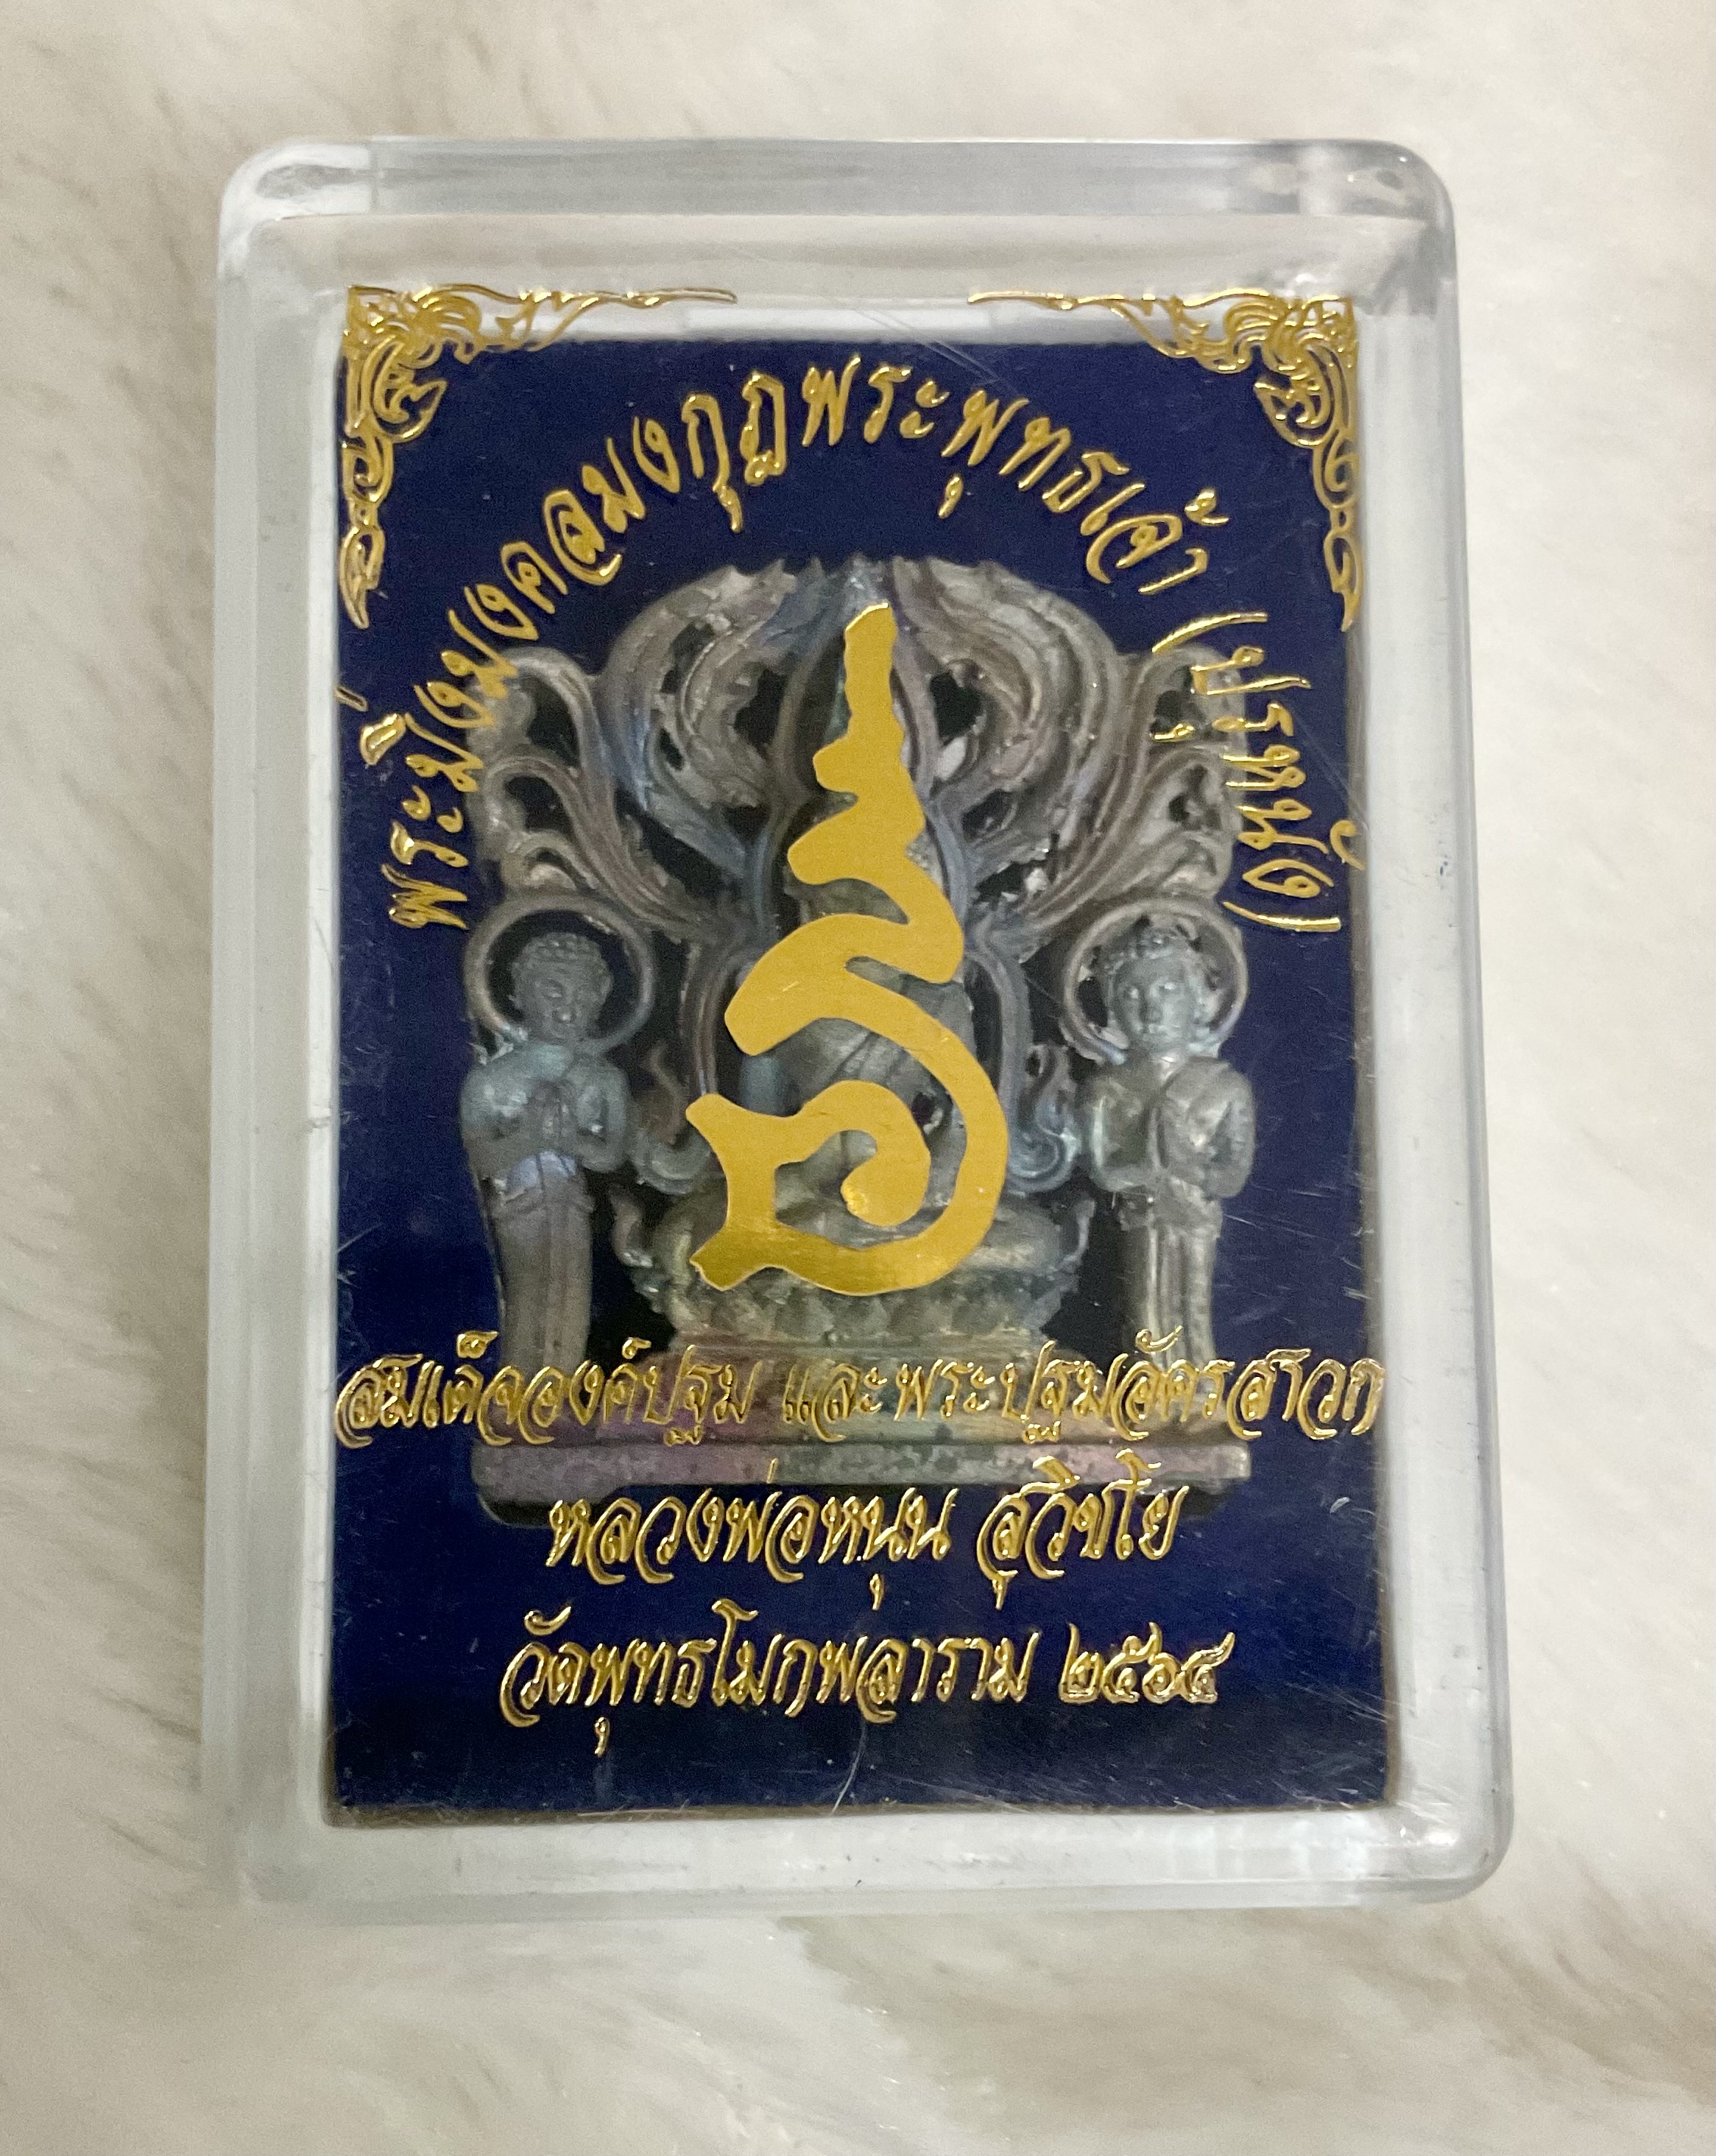 พระมิ่งมงคลมงกุฎพระพุทธเจ้า (ปรุหนัง)
สมเด็จองค์ปฐม และพระปฐมอัครสาวก
หลวงพ่อหนุน สุวิชโย
วัดพุทธโมกพลาราม ๒๕๖๔